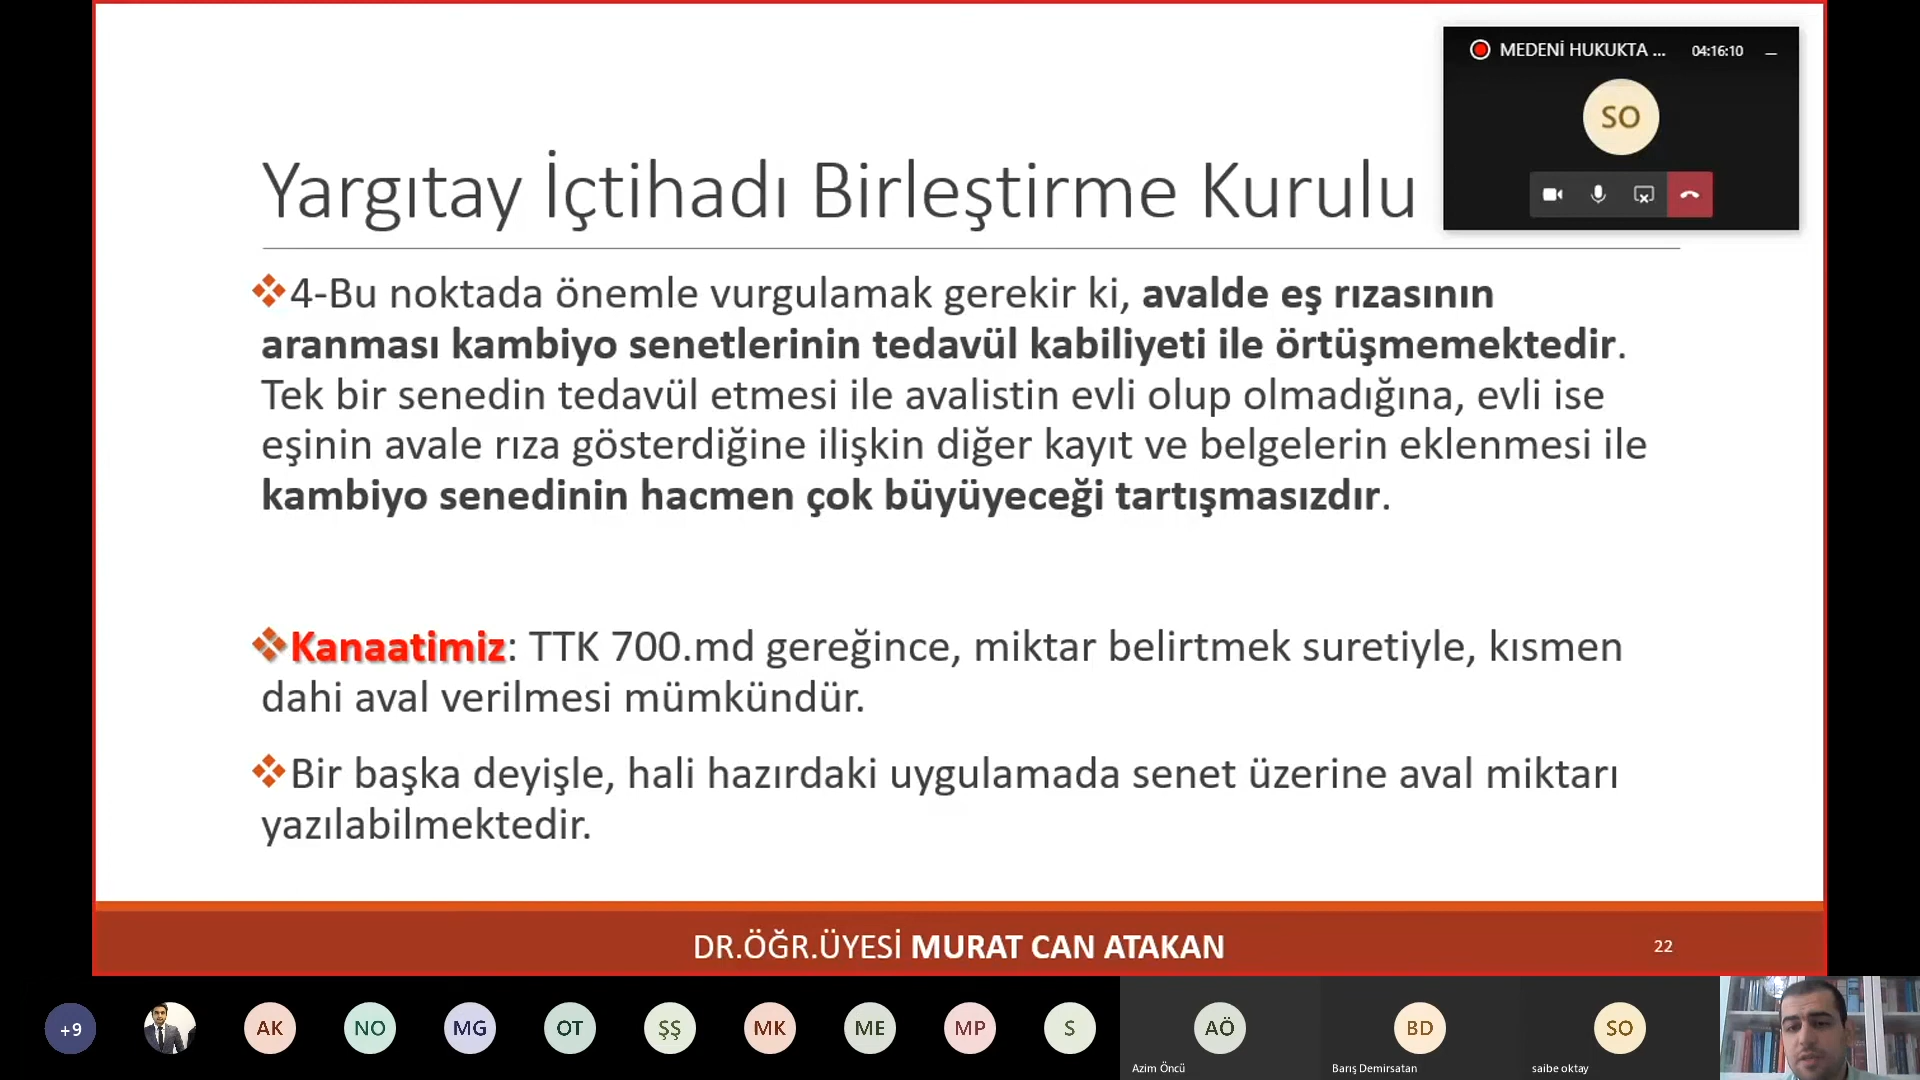 MEDENİ HUKUKTA ... 04:16:10
SO
Yargıtay İçtihadı Birleştirme Kurulu
4-Bu noktada önemle vurgulamak gerekir ki, avalde eş rızasının
aranması kambiyo senetlerinin tedavül kabiliyeti ile örtüşmemektedir.
Tek bir senedin tedavül etmesi ile avalistin evli olup olmadığına, evli ise
eşinin avale rıza gösterdiğine ilişkin diğer kayıt ve belgelerin eklenmesi ile
kambiyo senedinin hacmen çok büyüyeceği tartışmasızdır.
Kanaatimiz: TTK 700.md gereğince, miktar belirtmek suretiyle, kısmen
dahi aval verilmesi mümkündür.
Bir başka deyişle, hali hazırdaki uygulamada senet üzerine aval miktarı
yazılabilmektedir.
DR.ÖĞR.ÜYESİ MURAT CAN ATAKAN
22
+9 AK NO MG OT ŞŞ MK ME MP S AÖ BD SO
Azim Öncü Barış Demirsatan saibe oktay